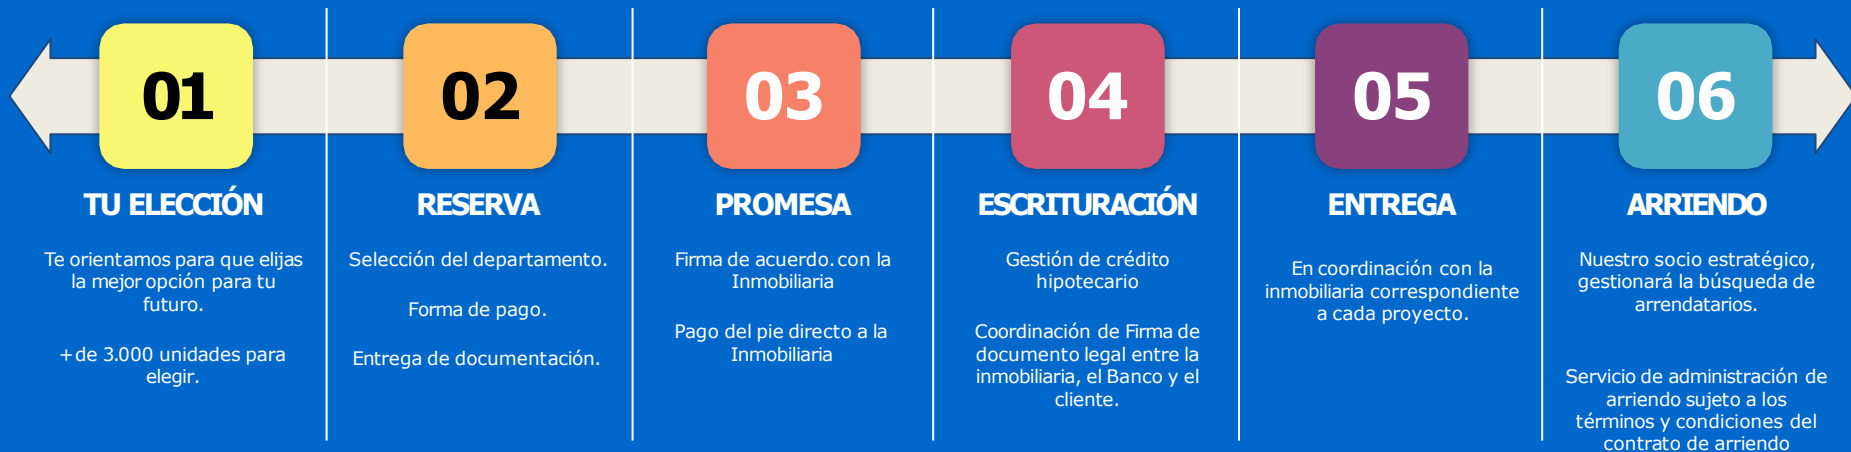 01
TU ELECCIÓN
Te orientamos para que elijas
la mejor opción para tu
futuro.
+de 3.000 unidades para
elegir.
02
RESERVA
Selección del departamento.
Forma de pago.
Entrega de documentación.
03
PROMESA
Firma de acuerdo.con la
Inmobiliaria
Pago del pie directo a la
Inmobiliaria
04
ESCRITURACIÓN
Gestión de crédito
hipotecario
Coordinación de Firma de
documento legal entre la
inmobiliaria, el Banco y el
cliente.
05
ENTREGA
En coordinación con la
inmobiliaria correspondiente
a cada proyecto.
06
ARRIENDO
Nuestro socio estratégico,
gestionará la búsqueda de
arrendatarios.
Servicio de administración de
arriendo sujeto a los
términos y condiciones del
contrato de arriendo